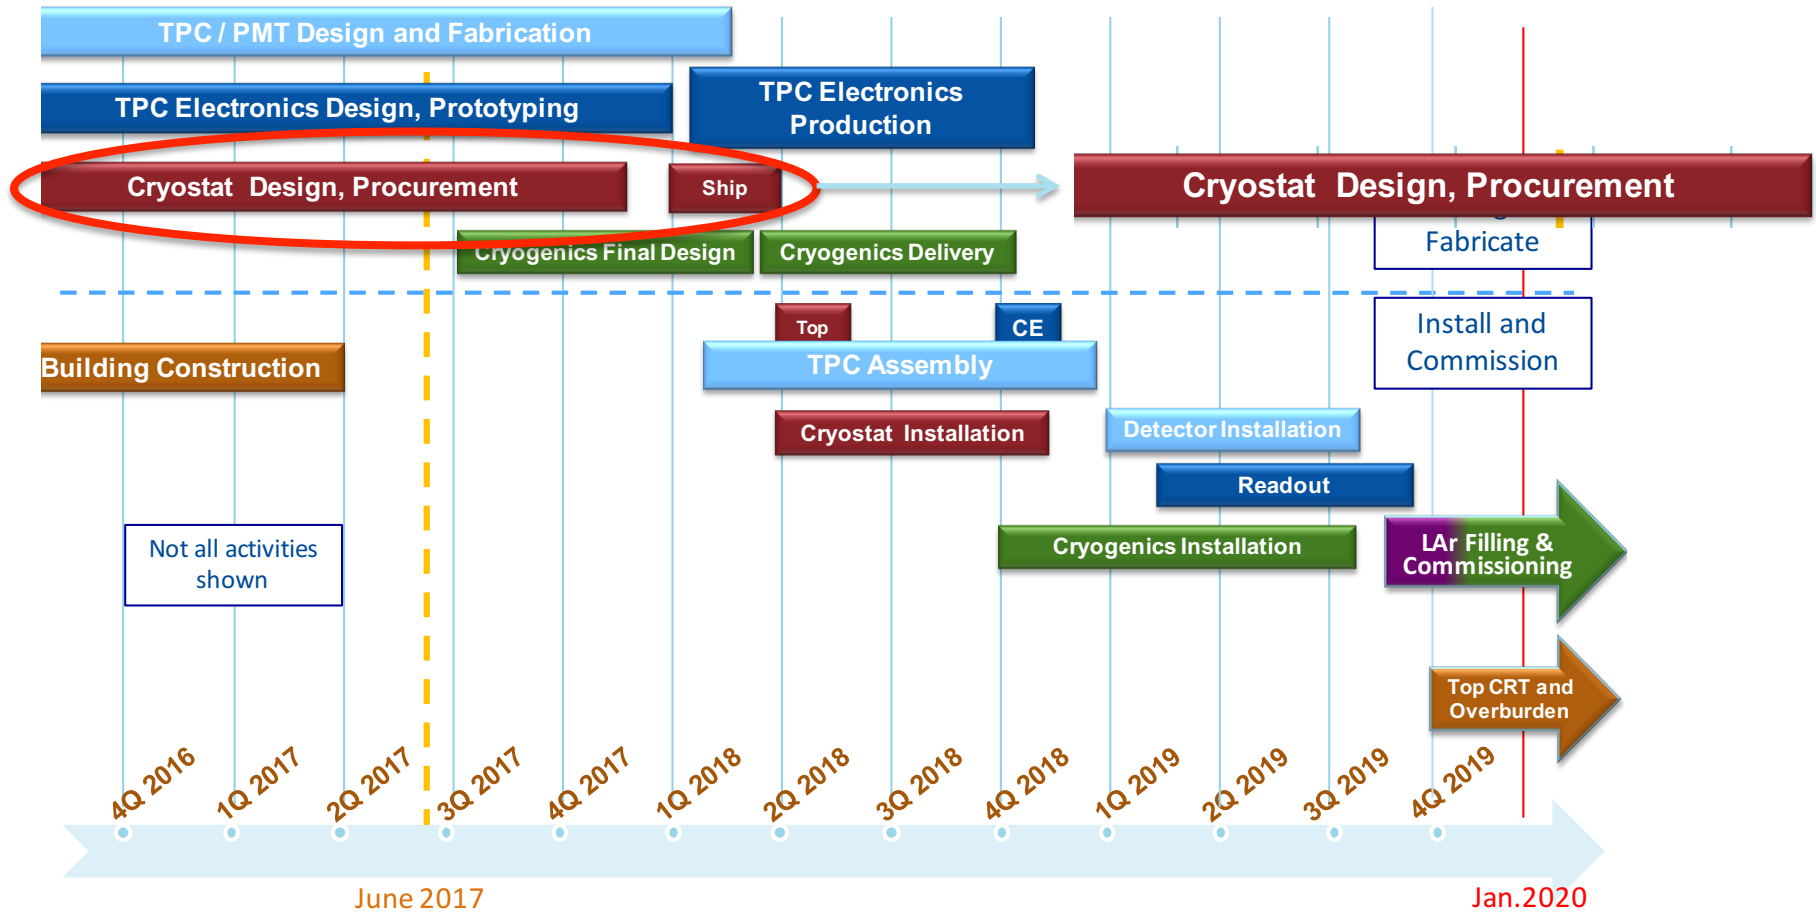 TPC / PMT Design and Fabrication
TPC Electronics Design, Prototyping
TPC Electronics
Production
Cryostat Design, Procurement
Ship
Cryostat Design, Procurement
Fabricate
Cryogenics Final Design
Cryogenics Delivery
Top
CE
Install and
Commission
Building Construction
TPC Assembly
Cryostat Installation
Detector Installation
Readout
Not all activities
shown
Cryogenics Installation
LAr Filling &
Commissioning
Top CRT and
Overburden
4Q 2016
1Q 2017
2Q 2017
3Q 2017
4Q 2017
1Q 2018
2Q 2018
3Q 2018
4Q 2018
1Q 2019
2Q 2019
3Q 2019
4Q 2019
June 2017
Jan.2020